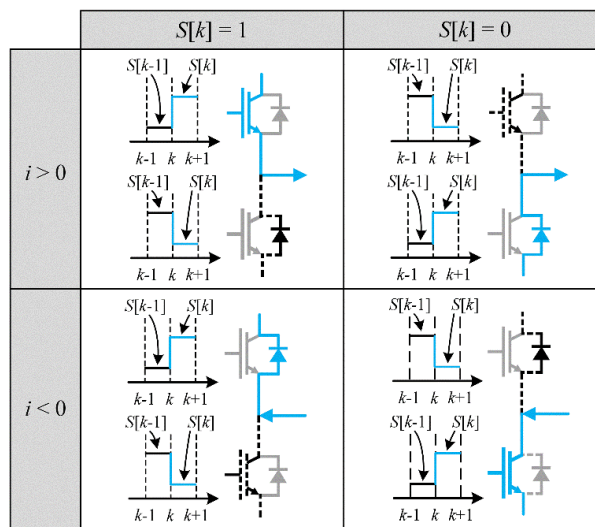 S[k] = 1
S[k] = 0
i > 0
S[k-1]
S[k]
k-1 k k+1
S[k-1]
S[k]
k-1 k k+1
S[k-1]
S[k]
k-1 k k+1
S[k-1]
S[k]
k-1 k k+1
i < 0
S[k-1]
S[k]
k-1 k k+1
S[k-1]
S[k]
k-1 k k+1
S[k-1]
S[k]
k-1 k k+1
S[k-1]
S[k]
k-1 k k+1